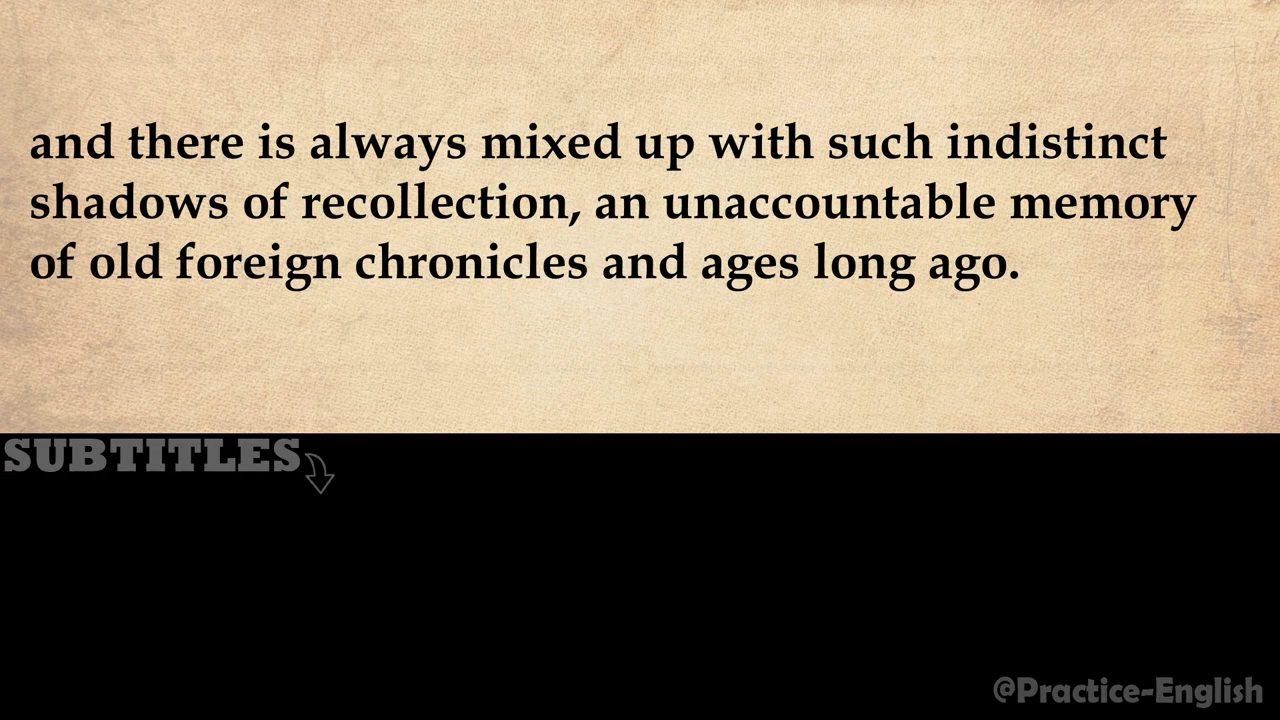 and there is always mixed up with such indistinct
shadows of recollection, an unaccountable memory
of old foreign chronicles and ages long ago.
SUBTITLES
@Practice-English